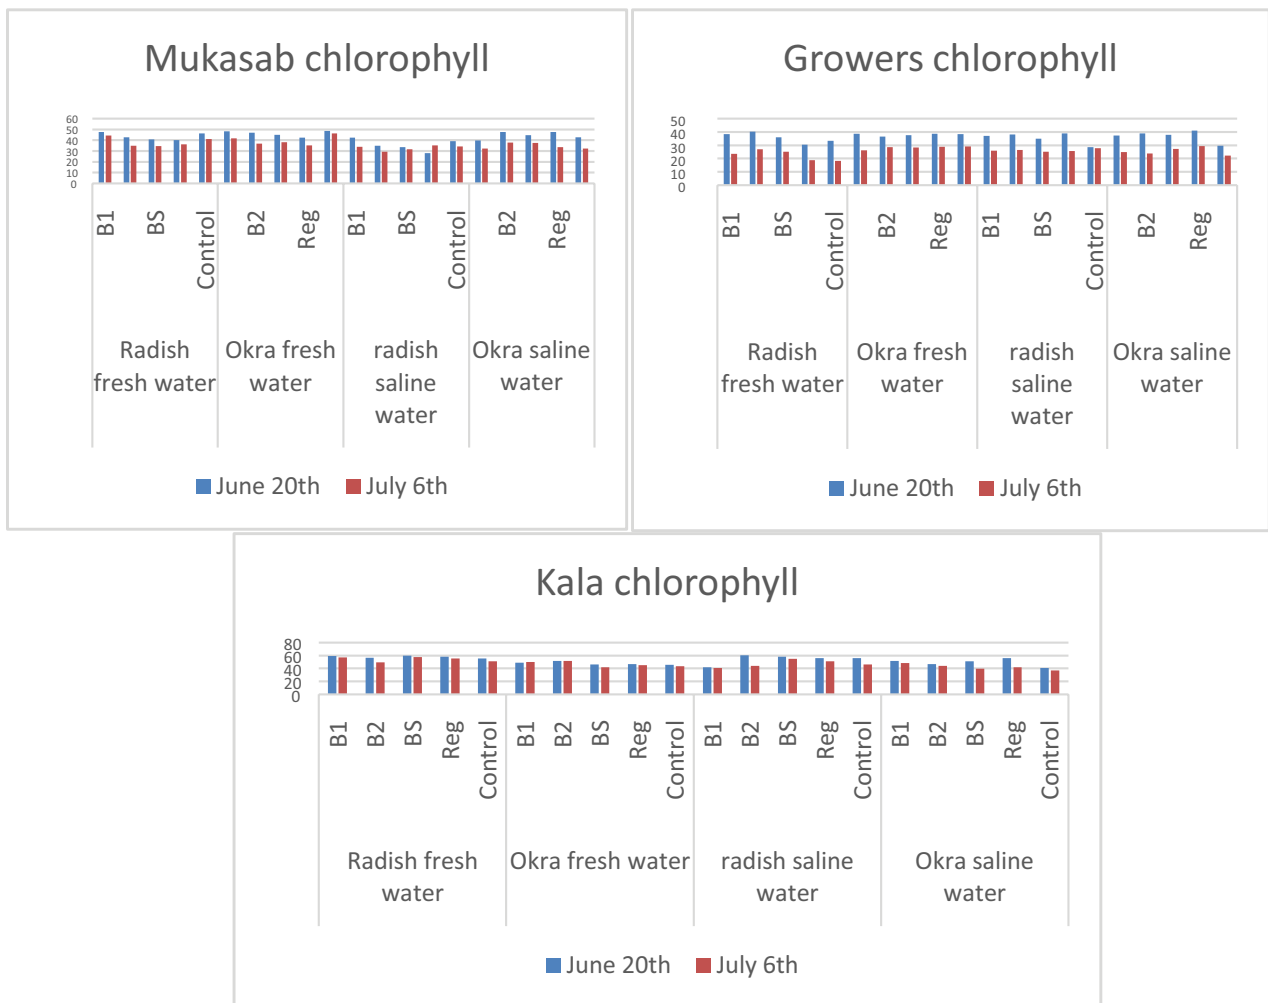 Mukasab chlorophyll
60
50
40
30
20
10
0
B1
BS
Control
B2
Reg
B1
BS
Control
B2
Reg
Radish
fresh water
Okra fresh
water
radish
saline
water
Okra saline
water
June 20th
July 6th
Growers chlorophyll
50
40
30
20
10
0
B1
BS
Control
B2
Reg
B1
BS
Control
B2
Reg
Radish
fresh water
Okra fresh
water
radish
saline
water
Okra saline
water
June 20th
July 6th
Kala chlorophyll
80
60
40
20
0
B1
B2
BS
Reg
Control
B1
B2
BS
Reg
Control
B1
B2
BS
Reg
Control
B1
B2
BS
Reg
Control
Radish fresh
water
Okra fresh water
radish saline
water
Okra saline
water
June 20th
July 6th